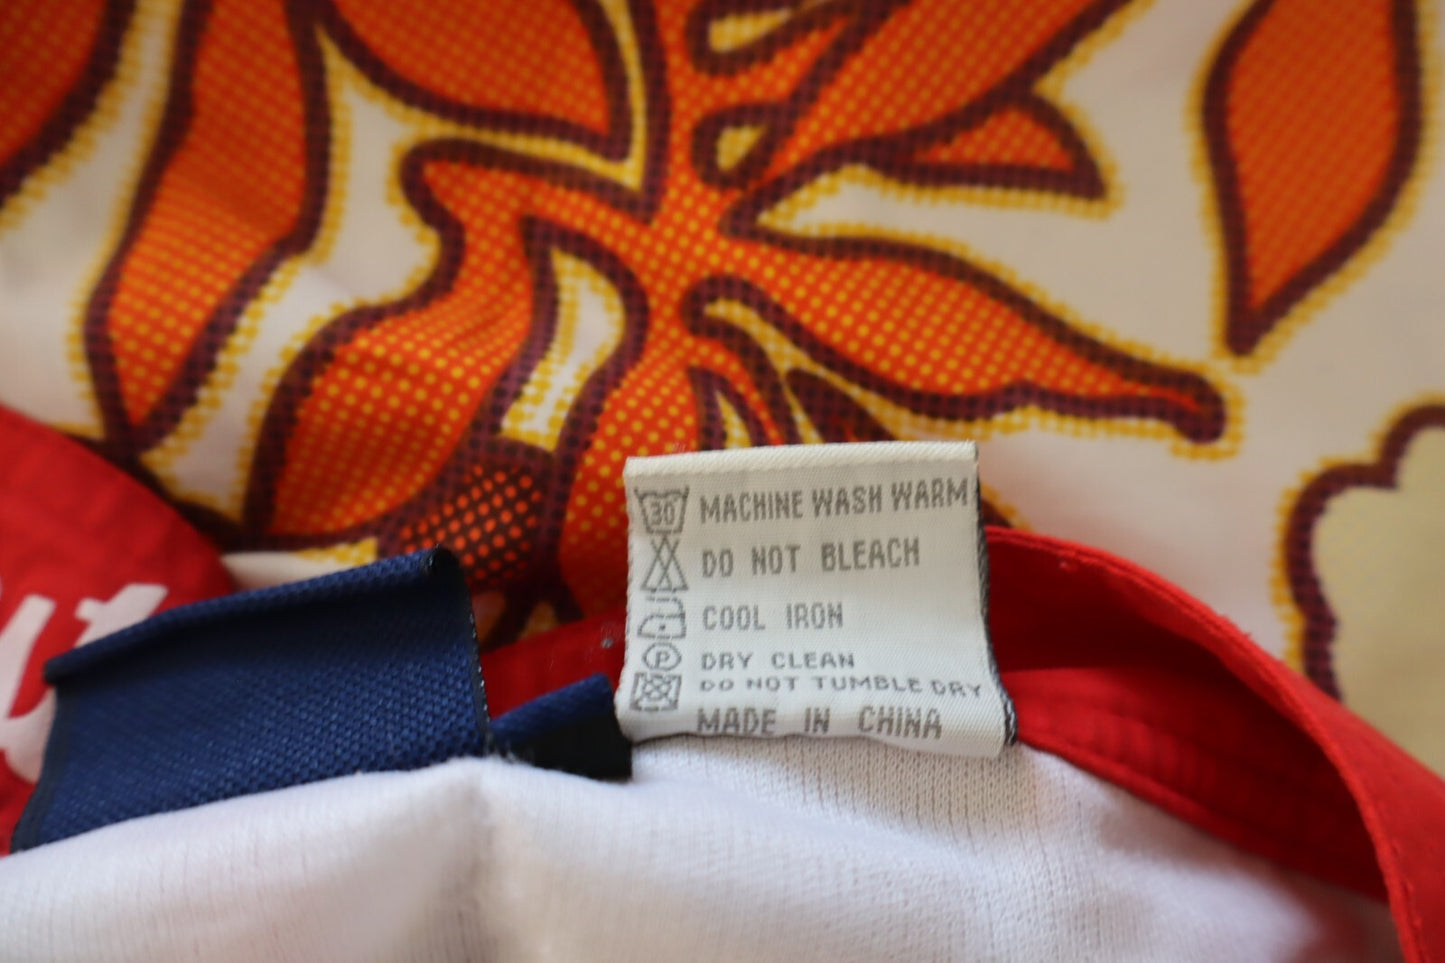 30 MACHINE WASH WARM
DO NOT BLEACH
COOL IRON
P DRY CLEAN
DO NOT TUMBLE DRY
MADE IN CHINA